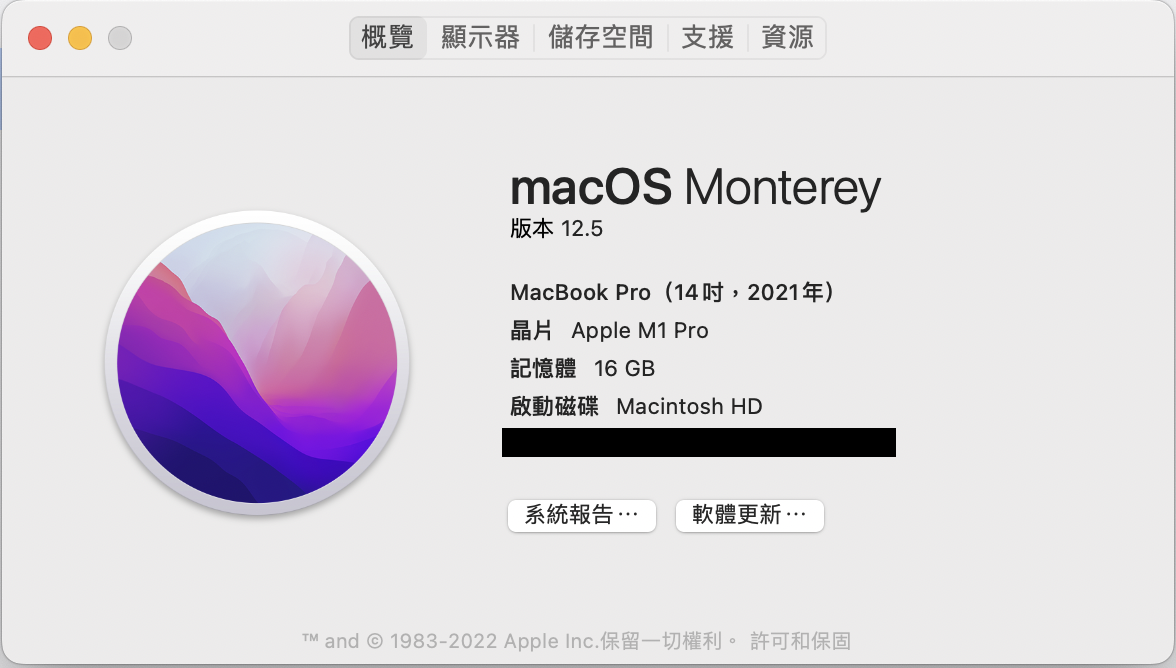 概覽 顯示器 儲存空間 支援 資源
macOS Monterey
版本 12.5
MacBook Pro（14吋，2021年）
晶片 Apple M1 Pro
記憶體 16 GB
啟動磁碟 Macintosh HD
系統報告⋯ 軟體更新⋯
™ and © 1983-2022 Apple Inc.保留一切權利。 許可和保固